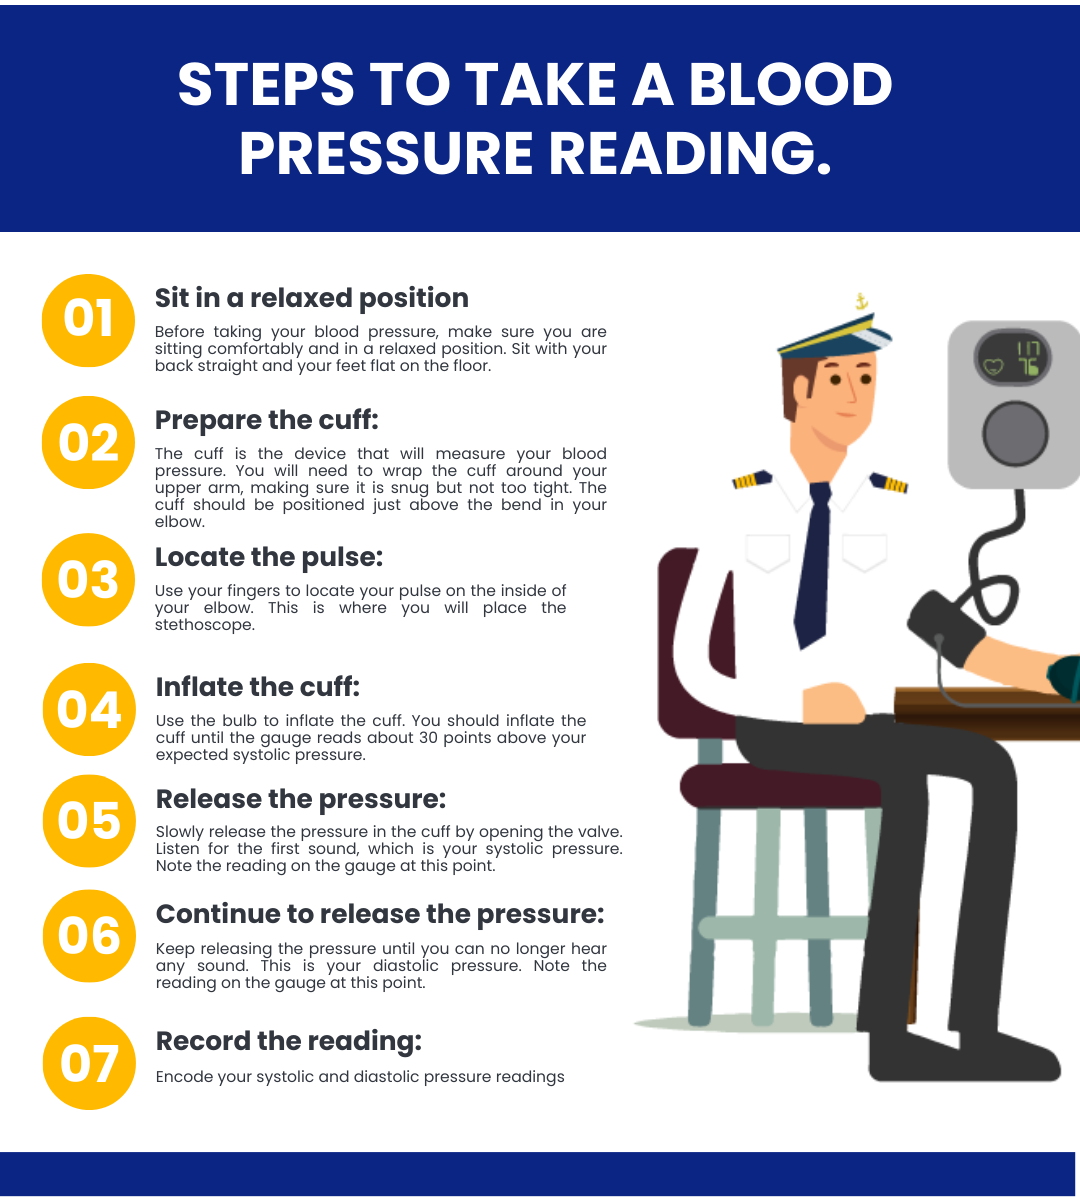 STEPS TO TAKE A BLOOD
PRESSURE READING.
01
Sit in a relaxed position
Before taking your blood pressure, make sure you are
sitting comfortably and in a relaxed position. Sit with your
back straight and your feet flat on the floor.
02
Prepare the cuff:
The cuff is the device that will measure your blood
pressure. You will need to wrap the cuff around your
upper arm, making sure it is snug but not too tight. The
cuff should be positioned just above the bend in your
elbow.
03
Locate the pulse:
Use your fingers to locate your pulse on the inside of
your elbow. This is where you will place the
stethoscope.
04
Inflate the cuff:
Use the bulb to inflate the cuff. You should inflate the
cuff until the gauge reads about 30 points above your
expected systolic pressure.
05
Release the pressure:
Slowly release the pressure in the cuff by opening the valve.
Listen for the first sound, which is your systolic pressure.
Note the reading on the gauge at this point.
06
Continue to release the pressure:
Keep releasing the pressure until you can no longer hear
any sound. This is your diastolic pressure. Note the
reading on the gauge at this point.
07
Record the reading:
Encode your systolic and diastolic pressure readings
117
76